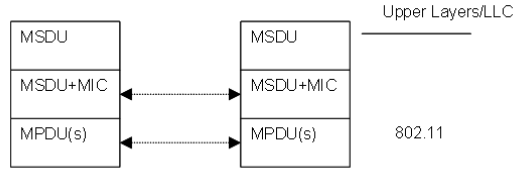 Upper Layers/LLC
MSDU
MSDU
MSDU+MIC
MSDU+MIC
MPDU(s)
MPDU(s)
802.11